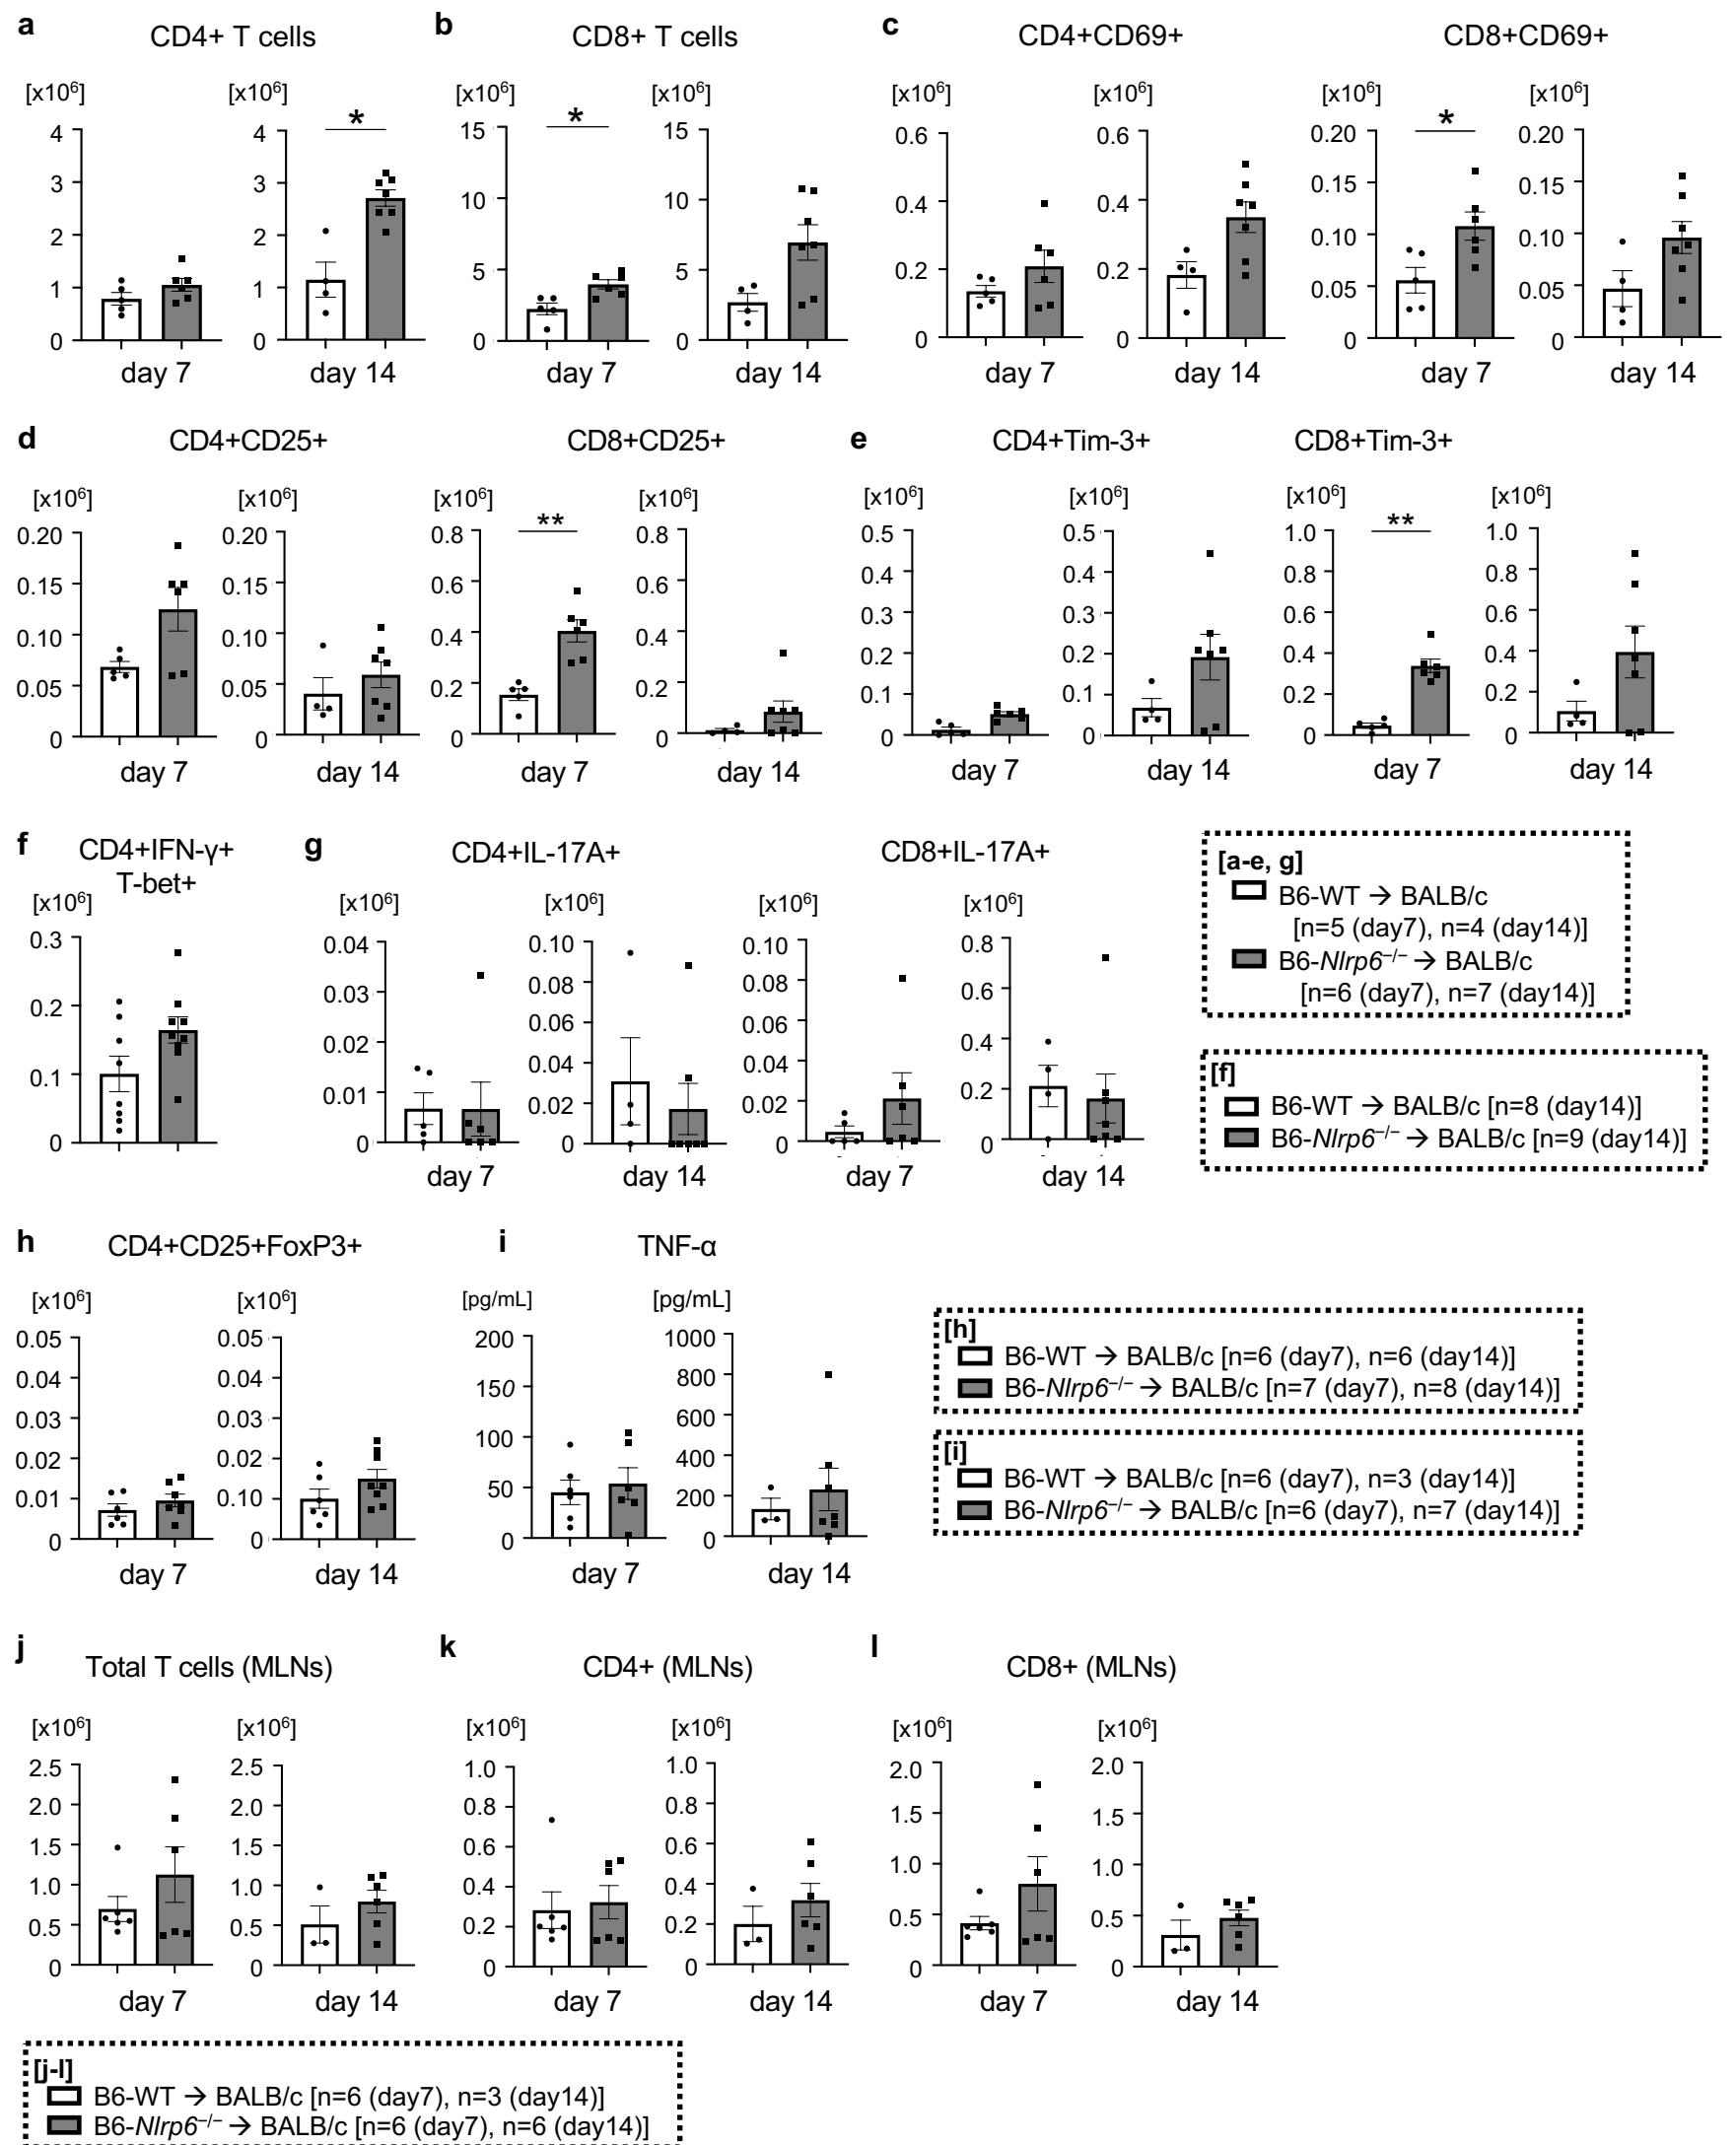 a
CD4+ T cells
b
CD8+ T cells
c
CD4+CD69+
CD8+CD69+
[x10⁶]
[x10⁶]
[x10⁶]
[x10⁶]
[x10⁶]
[x10⁶]
[x10⁶]
[x10⁶]
4
3
2
1
0
*
4
3
2
1
0
*
15
10
5
0
15
10
5
0
0.6
0.4
0.2
0
0.6
0.4
0.2
0
*
0.20
0.15
0.10
0.05
0
0.20
0.15
0.10
0.05
0
day 7
day 14
day 7
day 14
day 7
day 14
day 7
day 14
d
CD4+CD25+
CD8+CD25+
e
CD4+Tim-3+
CD8+Tim-3+
[x10⁶]
[x10⁶]
[x10⁶]
[x10⁶]
[x10⁶]
[x10⁶]
[x10⁶]
[x10⁶]
0.20
0.15
0.10
0.05
0
0.20
0.15
0.10
0.05
0
**
0.8
0.6
0.4
0.2
0
0.8
0.6
0.4
0.2
0
0.5
0.4
0.3
0.2
0.1
0
0.5
0.4
0.3
0.2
0.1
0
**
1.0
0.8
0.6
0.4
0.2
0
1.0
0.8
0.6
0.4
0.2
0
day 7
day 14
day 7
day 14
day 7
day 14
day 7
day 14
f
CD4+IFN-γ+
T-bet+
g
CD4+IL-17A+
CD8+IL-17A+
[x10⁶]
[x10⁶]
[x10⁶]
[x10⁶]
[x10⁶]
0.3
0.2
0.1
0
0.04
0.03
0.02
0.01
0
0.10
0.08
0.06
0.04
0.02
0
0.10
0.08
0.06
0.04
0.02
0
0.8
0.6
0.4
0.2
0
day 7
day 14
day 7
day 14
[a-e, g]
B6-WT → BALB/c
[n=5 (day7), n=4 (day14)]
B6-Nlrp6⁻/⁻ → BALB/c
[n=6 (day7), n=7 (day14)]
[f]
B6-WT → BALB/c [n=8 (day14)]
B6-Nlrp6⁻/⁻ → BALB/c [n=9 (day14)]
h
CD4+CD25+FoxP3+
i
TNF-α
[x10⁶]
[x10⁶]
[pg/mL]
[pg/mL]
0.05
0.04
0.03
0.02
0.01
0
0.05
0.04
0.03
0.02
0.10
0
200
150
100
50
0
1000
800
600
400
200
0
day 7
day 14
day 7
day 14
[h]
B6-WT → BALB/c [n=6 (day7), n=6 (day14)]
B6-Nlrp6⁻/⁻ → BALB/c [n=7 (day7), n=8 (day14)]
[i]
B6-WT → BALB/c [n=6 (day7), n=3 (day14)]
B6-Nlrp6⁻/⁻ → BALB/c [n=6 (day7), n=7 (day14)]
j
Total T cells (MLNs)
k
CD4+ (MLNs)
l
CD8+ (MLNs)
[x10⁶]
[x10⁶]
[x10⁶]
[x10⁶]
[x10⁶]
[x10⁶]
2.5
2.0
1.5
1.0
0.5
0
2.5
2.0
1.5
1.0
0.5
0
1.0
0.8
0.6
0.4
0.2
0
1.0
0.8
0.6
0.4
0.2
0
2.0
1.5
1.0
0.5
0
2.0
1.5
1.0
0.5
0
day 7
day 14
day 7
day 14
day 7
day 14
[j-l]
B6-WT → BALB/c [n=6 (day7), n=3 (day14)]
B6-Nlrp6⁻/⁻ → BALB/c [n=6 (day7), n=6 (day14)]